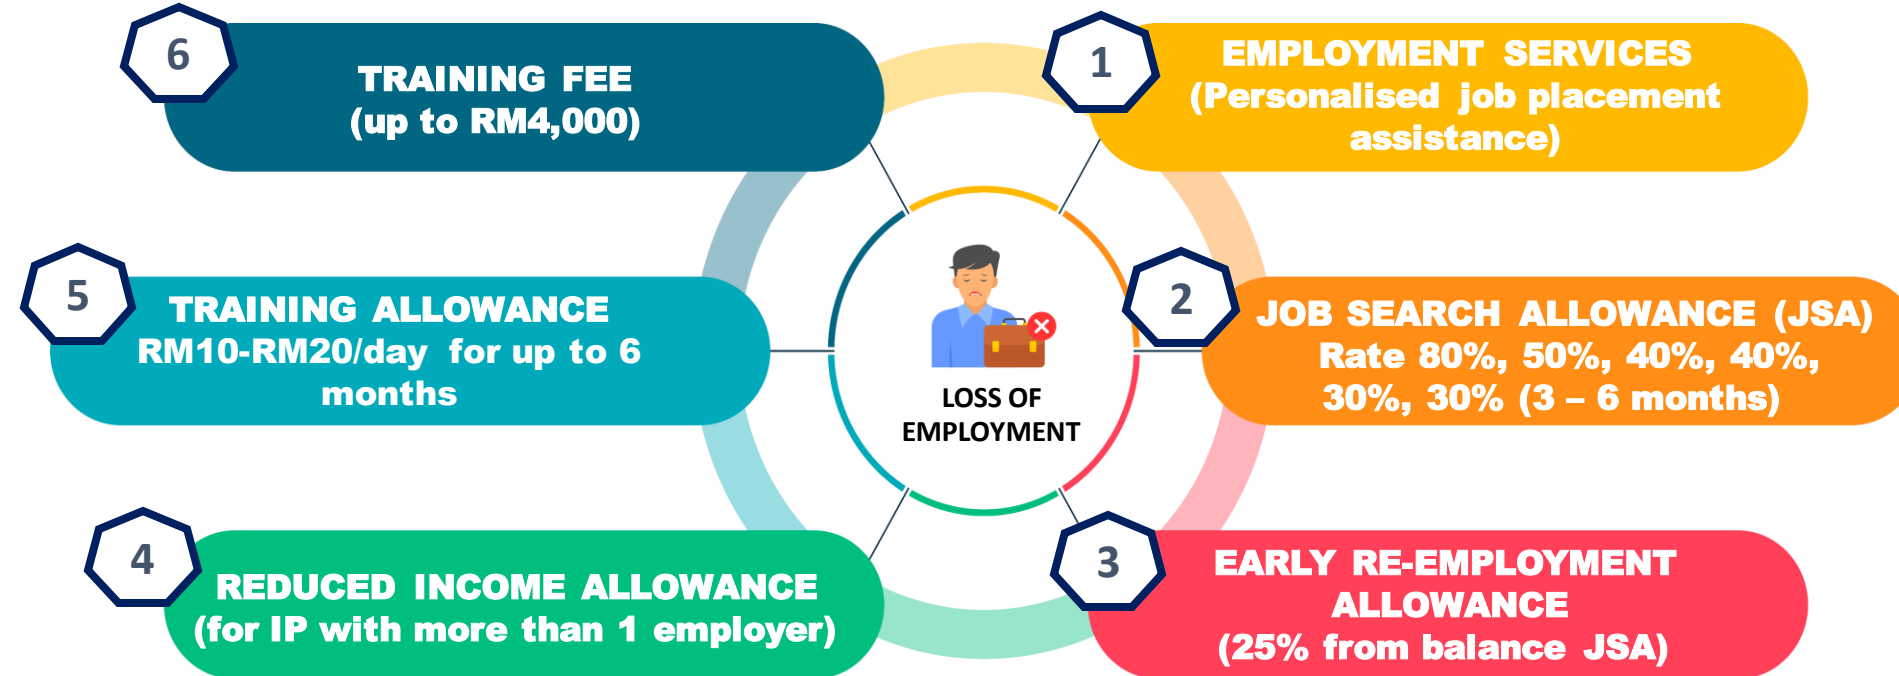 1
EMPLOYMENT SERVICES
(Personalised job placement
assistance)
2
JOB SEARCH ALLOWANCE (JSA)
Rate 80%, 50%, 40%, 40%,
30%, 30% (3 – 6 months)
3
EARLY RE-EMPLOYMENT
ALLOWANCE
(25% from balance JSA)
4
REDUCED INCOME ALLOWANCE
(for IP with more than 1 employer)
5
TRAINING ALLOWANCE
RM10-RM20/day for up to 6
months
6
TRAINING FEE
(up to RM4,000)
LOSS OF
EMPLOYMENT